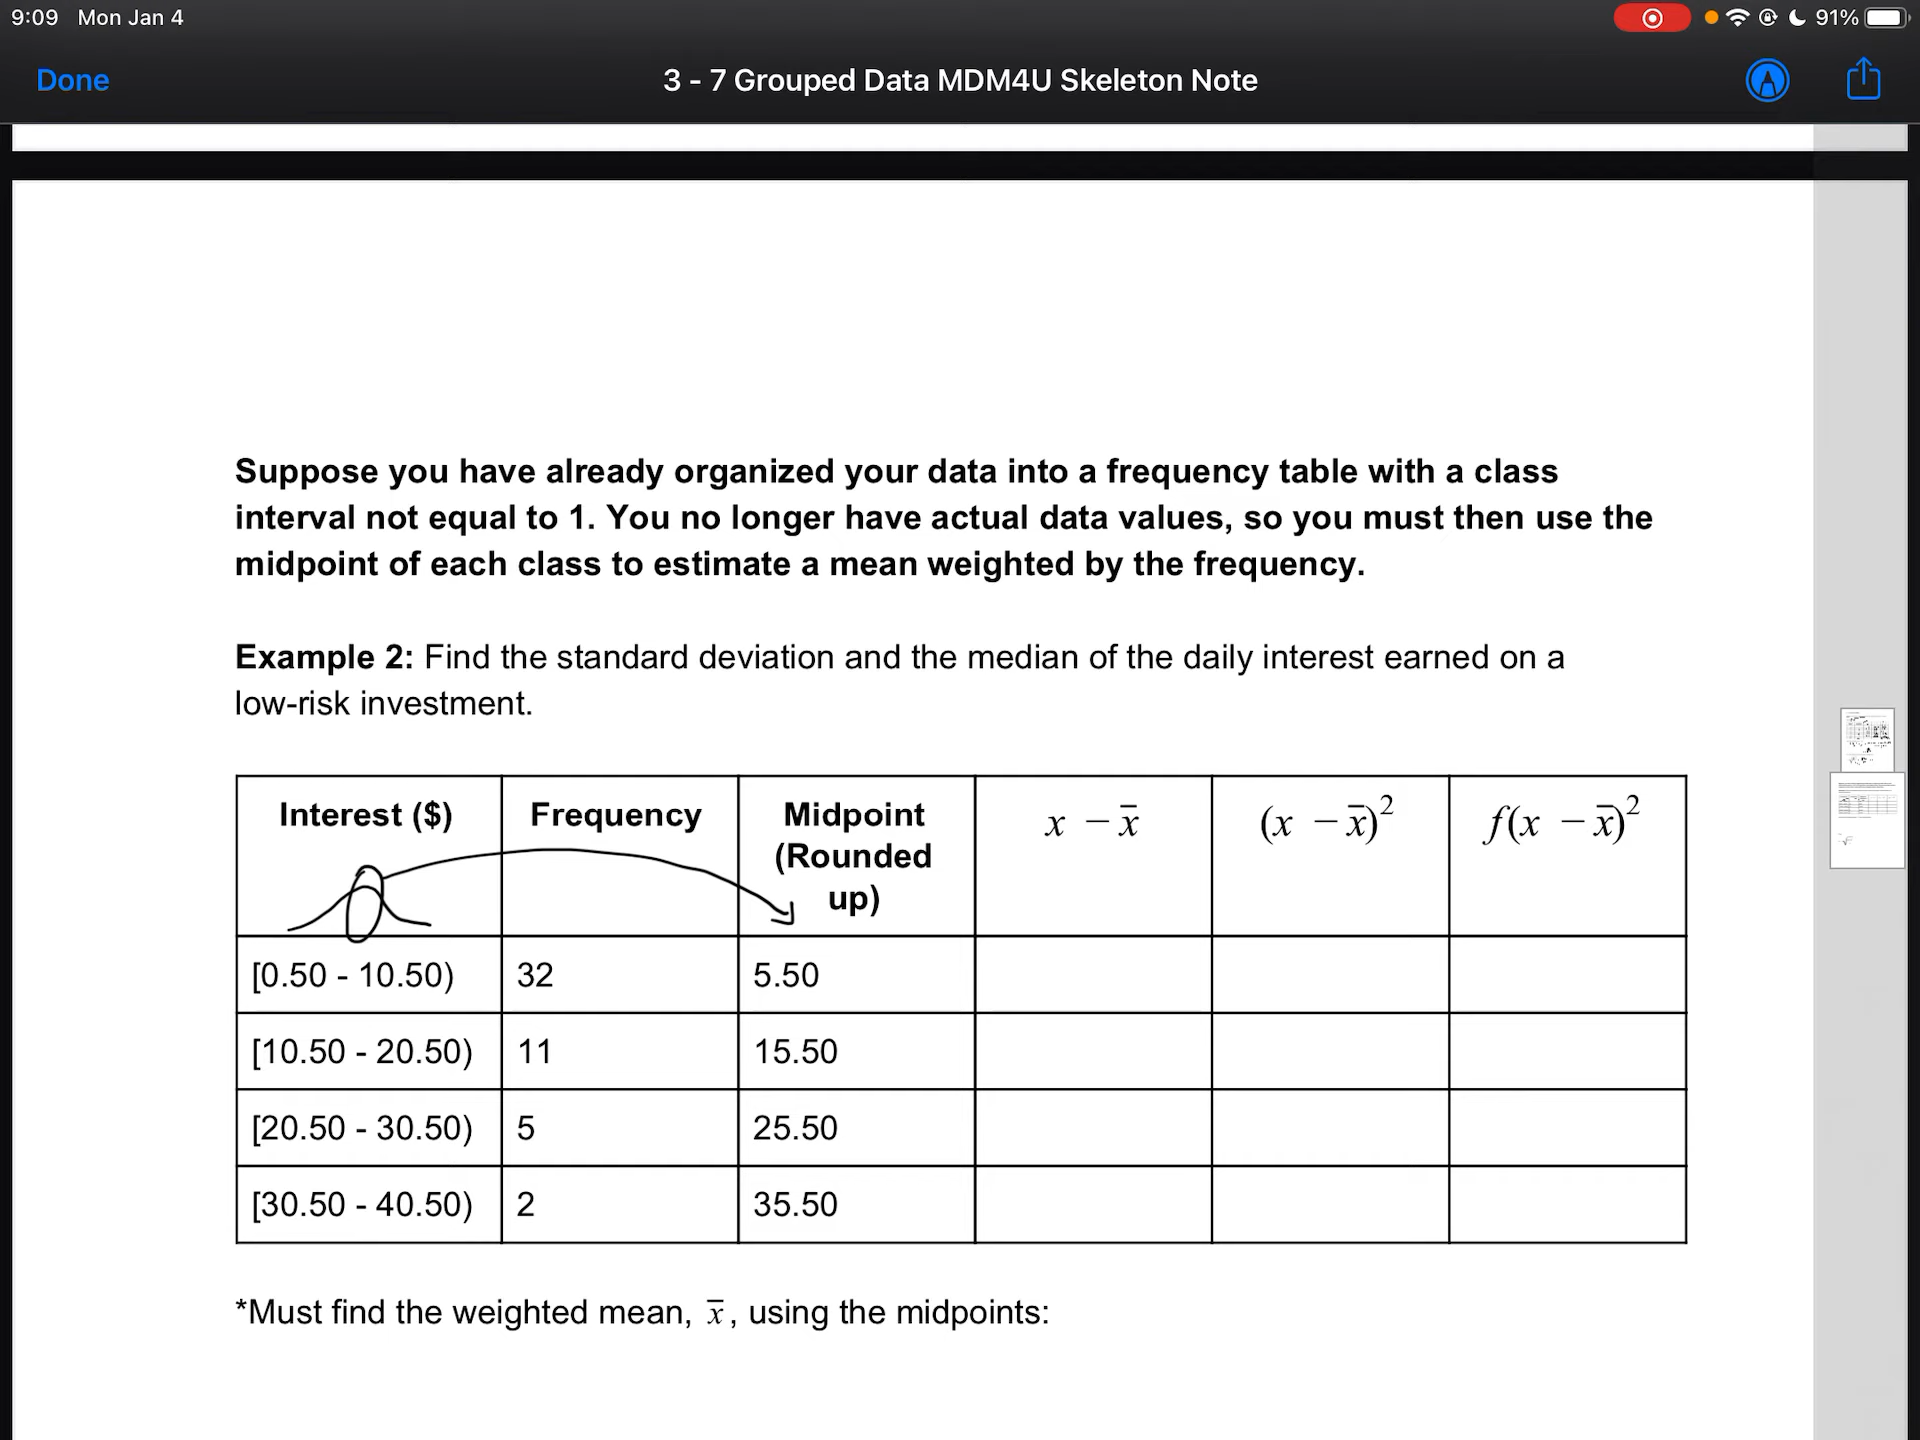 9:09 Mon Jan 4
91%
Done
3 - 7 Grouped Data MDM4U Skeleton Note
Suppose you have already organized your data into a frequency table with a class
interval not equal to 1. You no longer have actual data values, so you must then use the
midpoint of each class to estimate a mean weighted by the frequency.
Example 2: Find the standard deviation and the median of the daily interest earned on a
low-risk investment.
Interest ($) Frequency Midpoint (Rounded up) x − x̄ (x − x̄)² f(x − x̄)²
[0.50 - 10.50) 32 5.50
[10.50 - 20.50) 11 15.50
[20.50 - 30.50) 5 25.50
[30.50 - 40.50) 2 35.50
*Must find the weighted mean, x̄, using the midpoints: